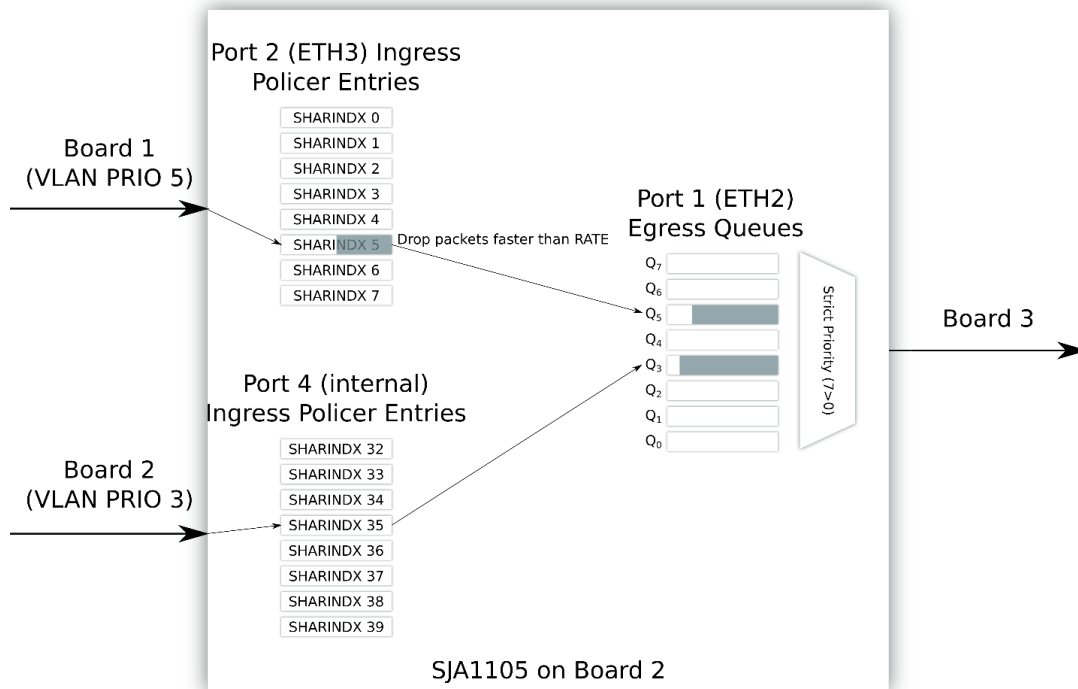 Port 2 (ETH3) Ingress
Policer Entries
SHARINDX 0
SHARINDX 1
SHARINDX 2
SHARINDX 3
SHARINDX 4
SHARINDX 5
SHARINDX 6
SHARINDX 7
Board 1
(VLAN PRIO 5)
Drop packets faster than RATE
Port 4 (internal)
Ingress Policer Entries
SHARINDX 32
SHARINDX 33
SHARINDX 34
SHARINDX 35
SHARINDX 36
SHARINDX 37
SHARINDX 38
SHARINDX 39
Board 2
(VLAN PRIO 3)
Port 1 (ETH2)
Egress Queues
Q7
Q6
Q5
Q4
Q3
Q2
Q1
Q0
Strict Priority (7>0)
Board 3
SJA1105 on Board 2